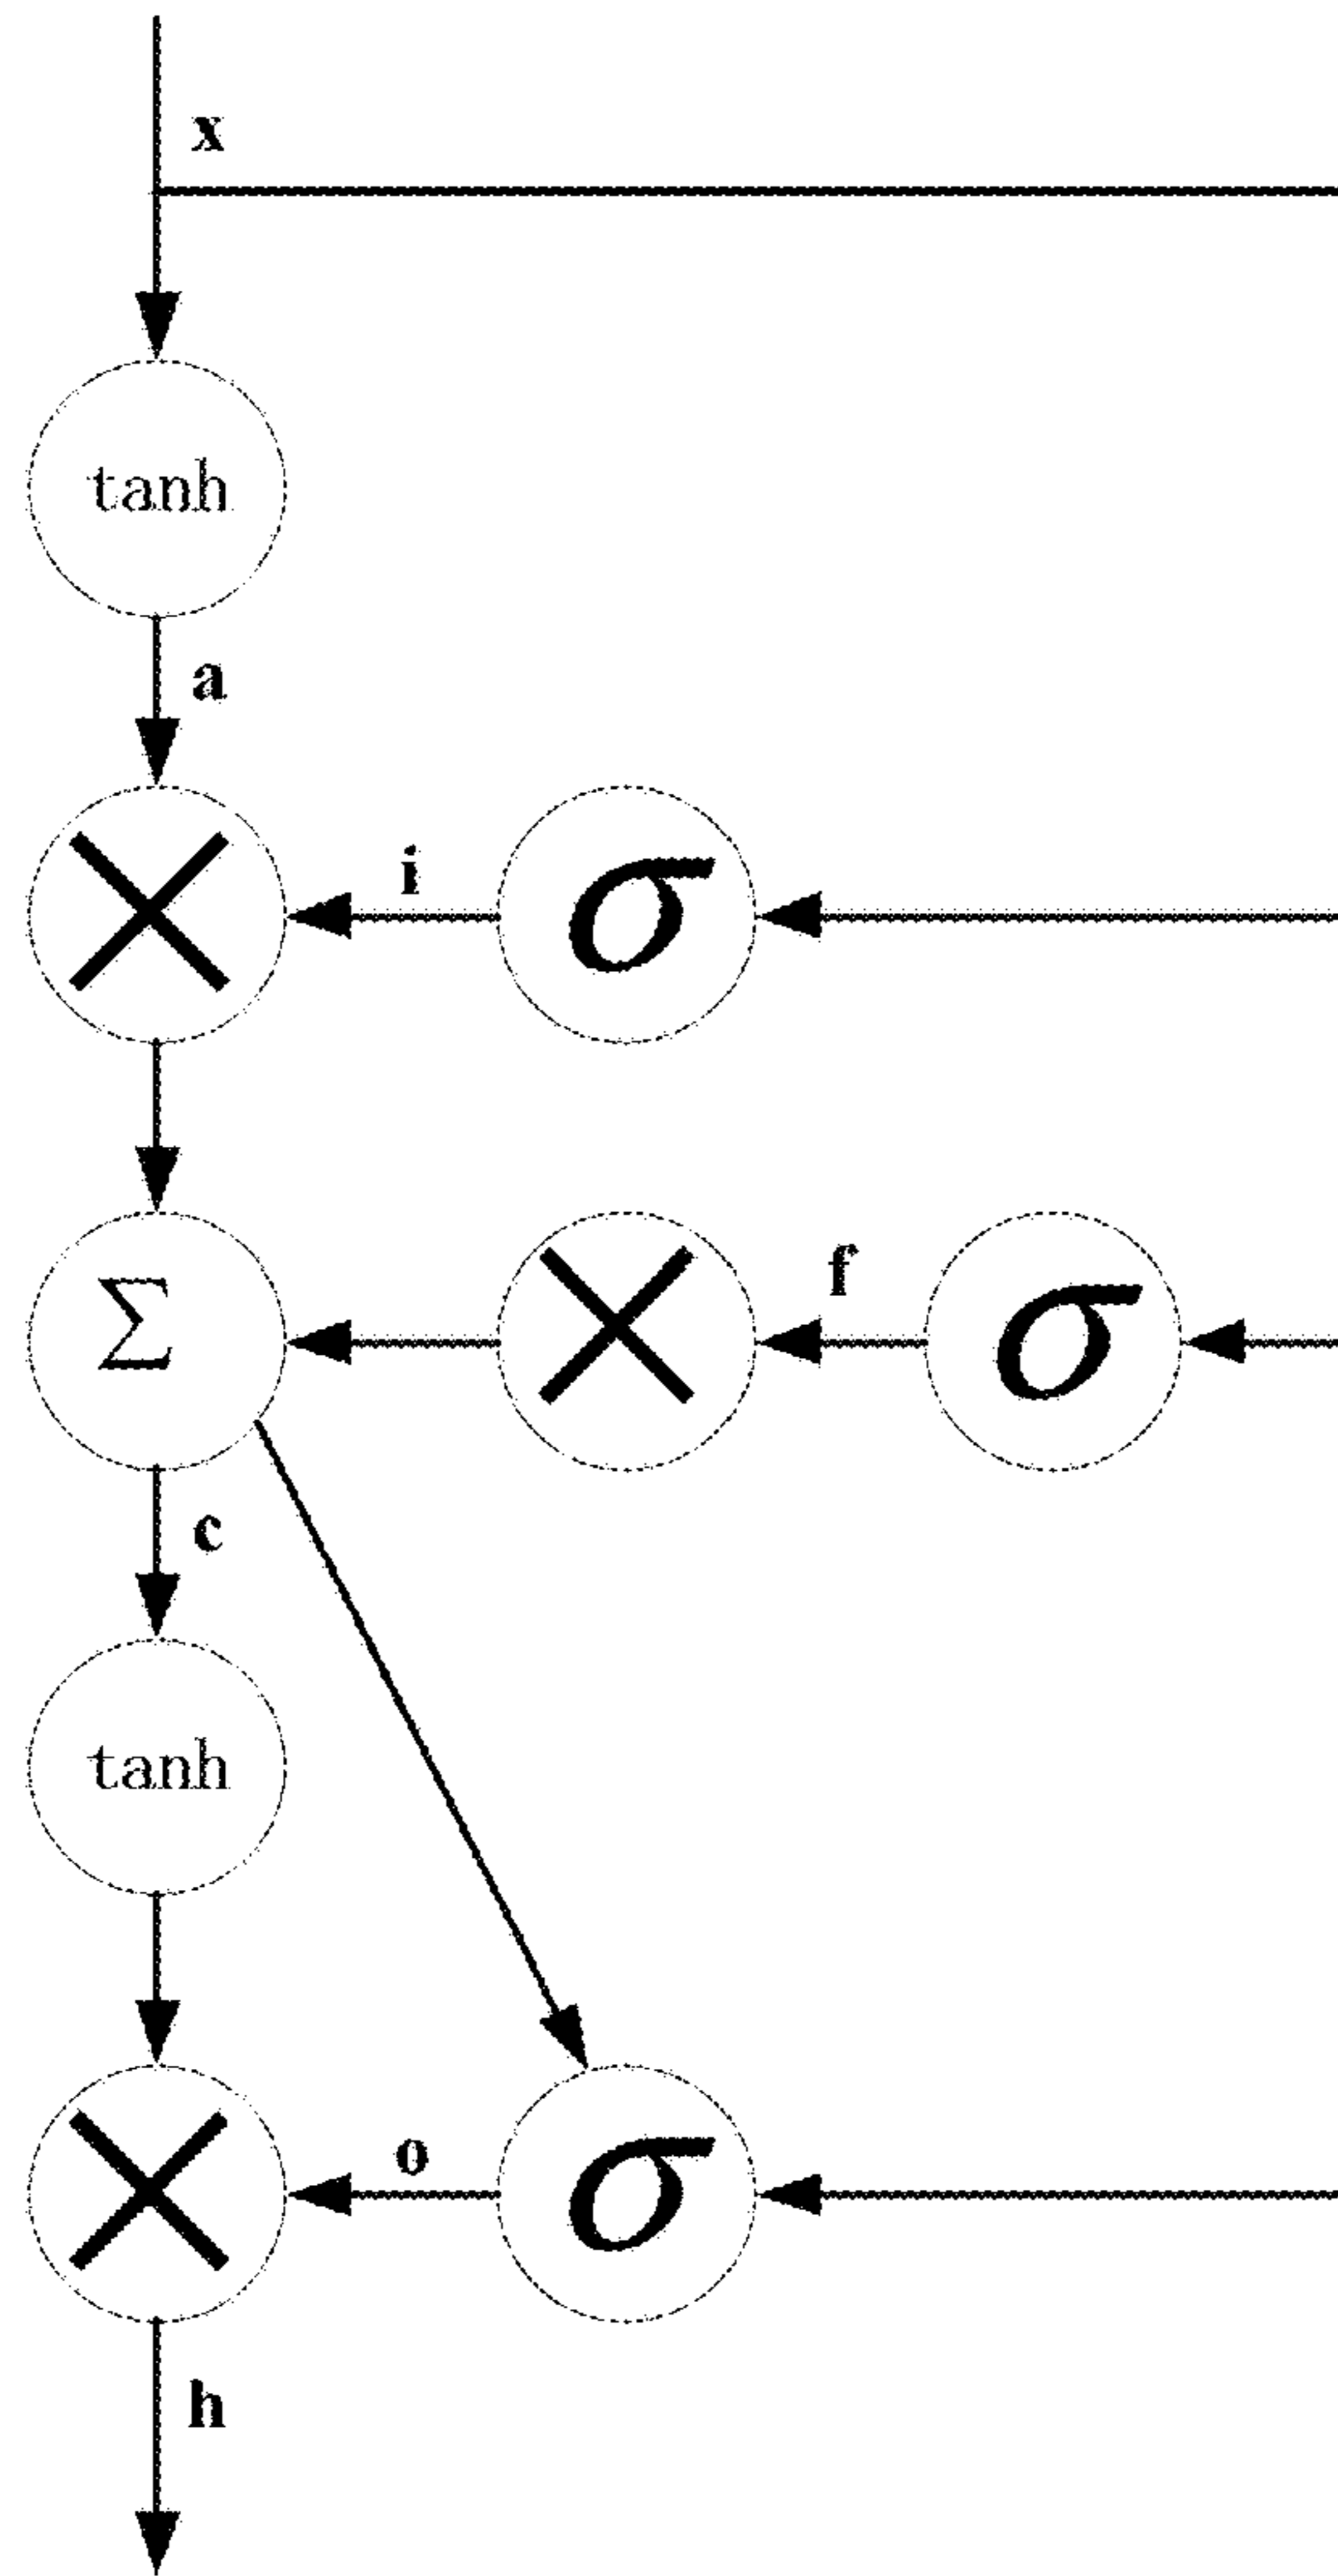 x
tanh
a
× i σ
Σ × f σ
c
tanh
× o σ
h